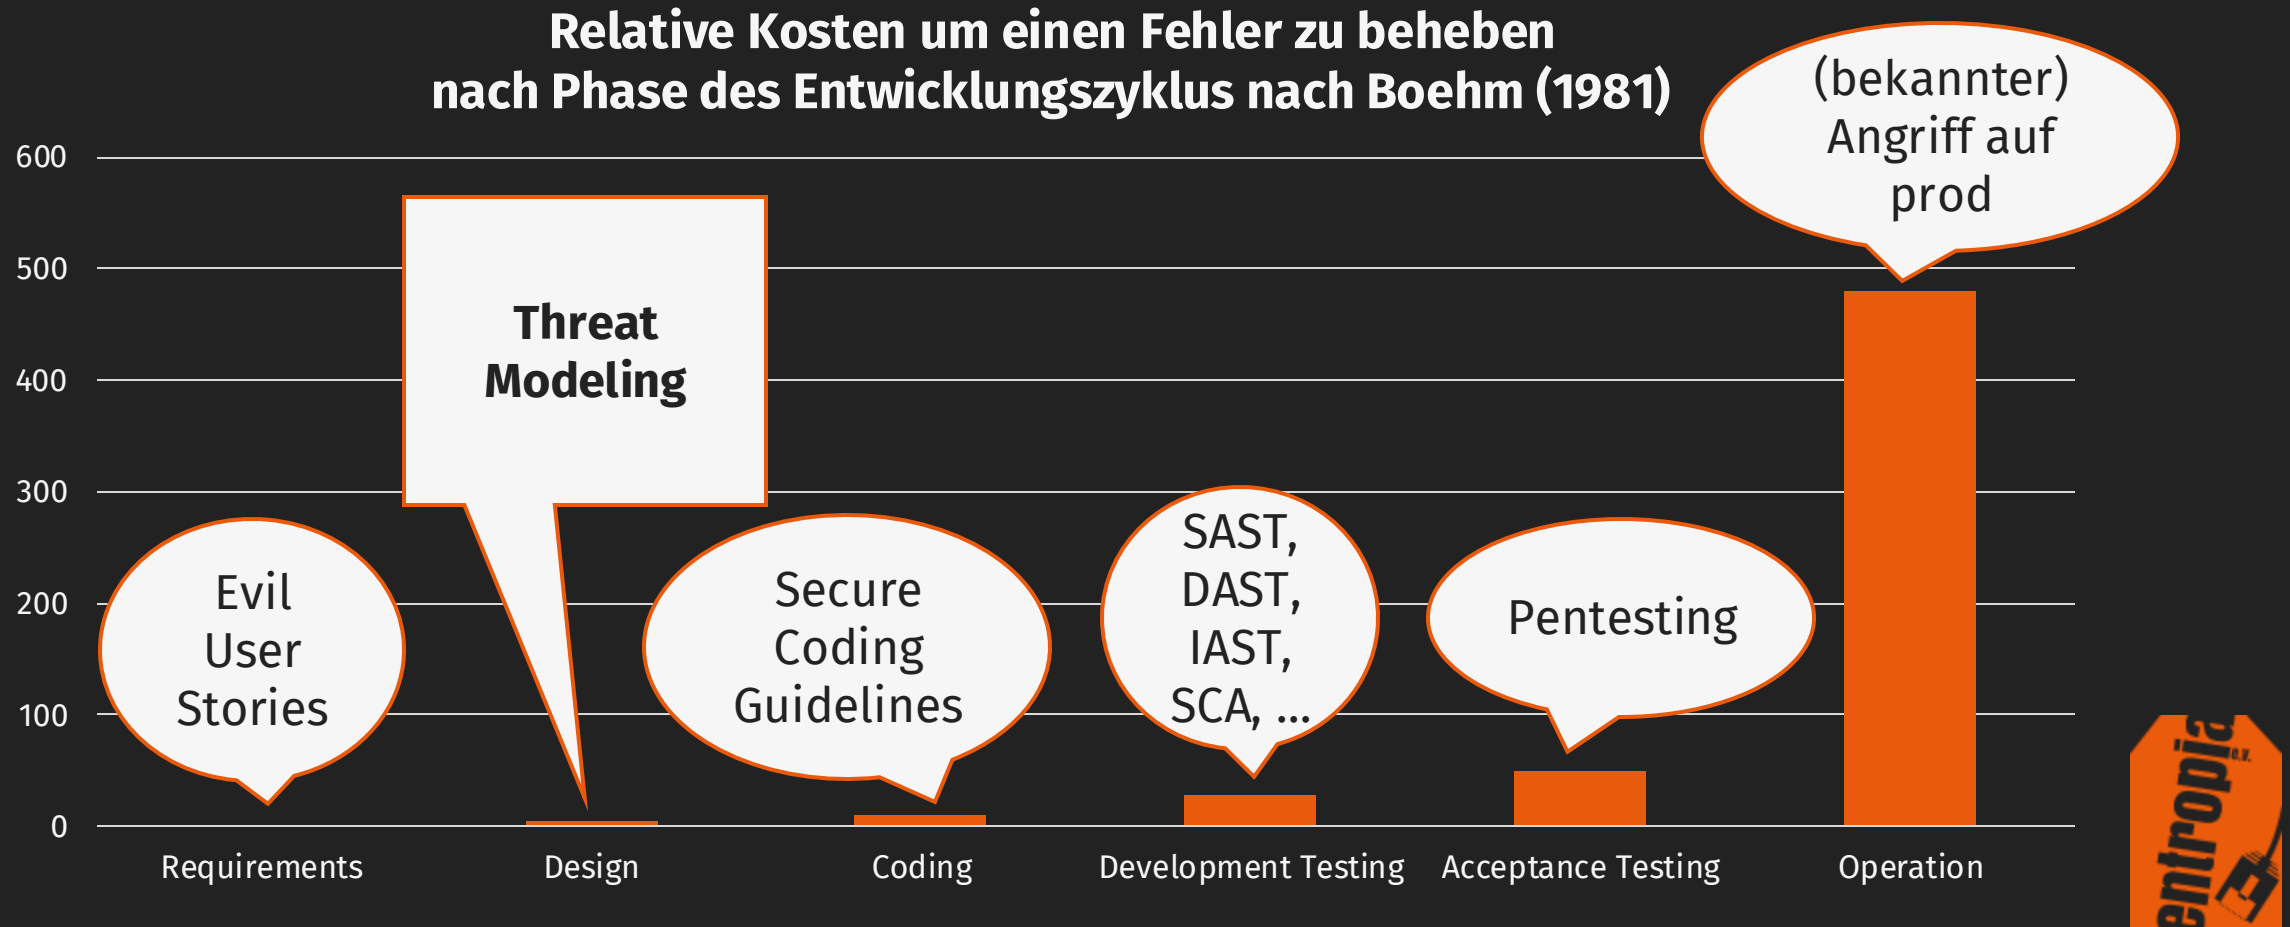 Relative Kosten um einen Fehler zu beheben
nach Phase des Entwicklungszyklus nach Boehm (1981)
(bekannter)
Angriff auf
prod
600
500
400
300
200
100
0
Threat
Modeling
Evil
User
Stories
Secure
Coding
Guidelines
SAST,
DAST,
IAST,
SCA, ...
Pentesting
Requirements
Design
Coding
Development Testing
Acceptance Testing
Operation
entropia
e.V.